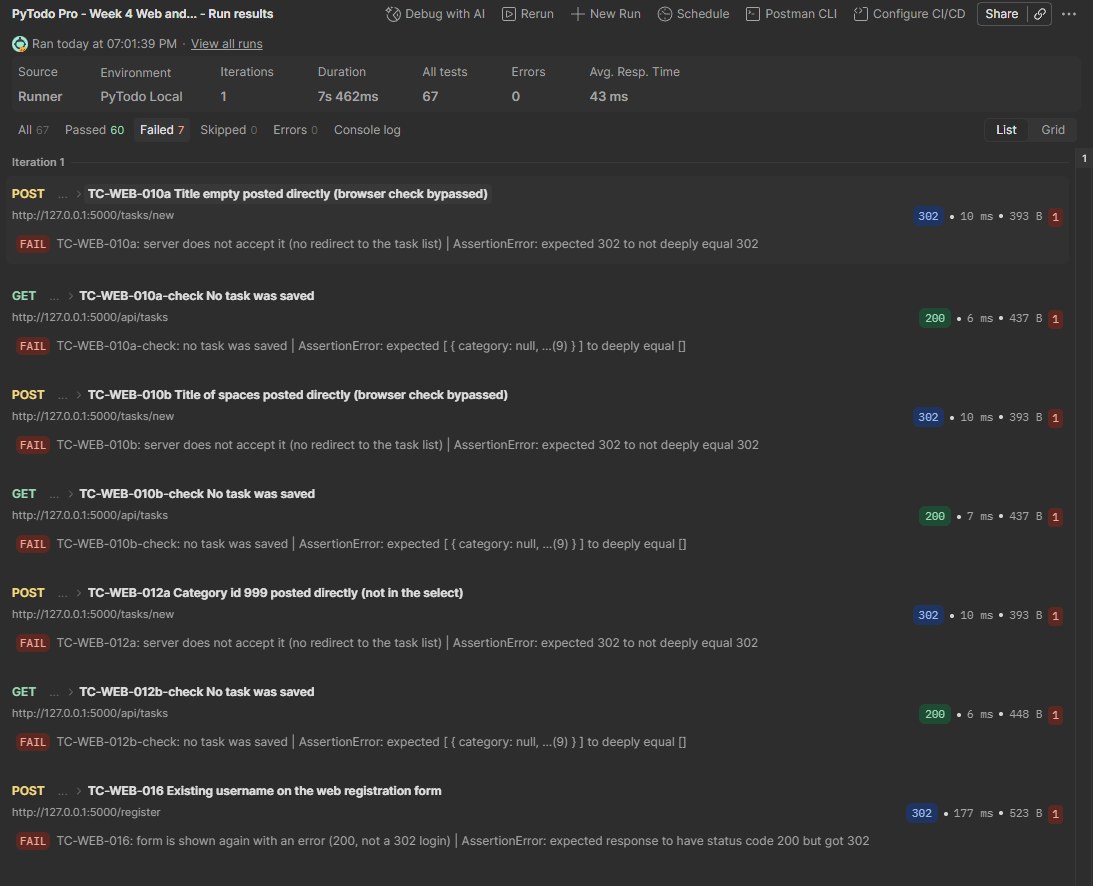 PyTodo Pro - Week 4 Web and... - Run results
Debug with AI
Rerun
New Run
Schedule
Postman CLI
Configure CI/CD
Share
Ran today at 07:01:39 PM · View all runs
Source Environment Iterations Duration All tests Errors Avg. Resp. Time
Runner PyTodo Local 1 7s 462ms 67 0 43 ms
All 67 Passed 60 Failed 7 Skipped 0 Errors 0 Console log
List Grid
Iteration 1
1
POST ... > TC-WEB-010a Title empty posted directly (browser check bypassed)
http://127.0.0.1:5000/tasks/new 302 • 10 ms • 393 B 1
FAIL TC-WEB-010a: server does not accept it (no redirect to the task list) | AssertionError: expected 302 to not deeply equal 302
GET ... > TC-WEB-010a-check No task was saved
http://127.0.0.1:5000/api/tasks 200 • 6 ms • 437 B 1
FAIL TC-WEB-010a-check: no task was saved | AssertionError: expected [ { category: null, …(9) } ] to deeply equal []
POST ... > TC-WEB-010b Title of spaces posted directly (browser check bypassed)
http://127.0.0.1:5000/tasks/new 302 • 10 ms • 393 B 1
FAIL TC-WEB-010b: server does not accept it (no redirect to the task list) | AssertionError: expected 302 to not deeply equal 302
GET ... > TC-WEB-010b-check No task was saved
http://127.0.0.1:5000/api/tasks 200 • 7 ms • 437 B 1
FAIL TC-WEB-010b-check: no task was saved | AssertionError: expected [ { category: null, …(9) } ] to deeply equal []
POST ... > TC-WEB-012a Category id 999 posted directly (not in the select)
http://127.0.0.1:5000/tasks/new 302 • 10 ms • 393 B 1
FAIL TC-WEB-012a: server does not accept it (no redirect to the task list) | AssertionError: expected 302 to not deeply equal 302
GET ... > TC-WEB-012b-check No task was saved
http://127.0.0.1:5000/api/tasks 200 • 6 ms • 448 B 1
FAIL TC-WEB-012b-check: no task was saved | AssertionError: expected [ { category: null, …(9) } ] to deeply equal []
POST ... > TC-WEB-016 Existing username on the web registration form
http://127.0.0.1:5000/register 302 • 177 ms • 523 B 1
FAIL TC-WEB-016: form is shown again with an error (200, not a 302 login) | AssertionError: expected response to have status code 200 but got 302